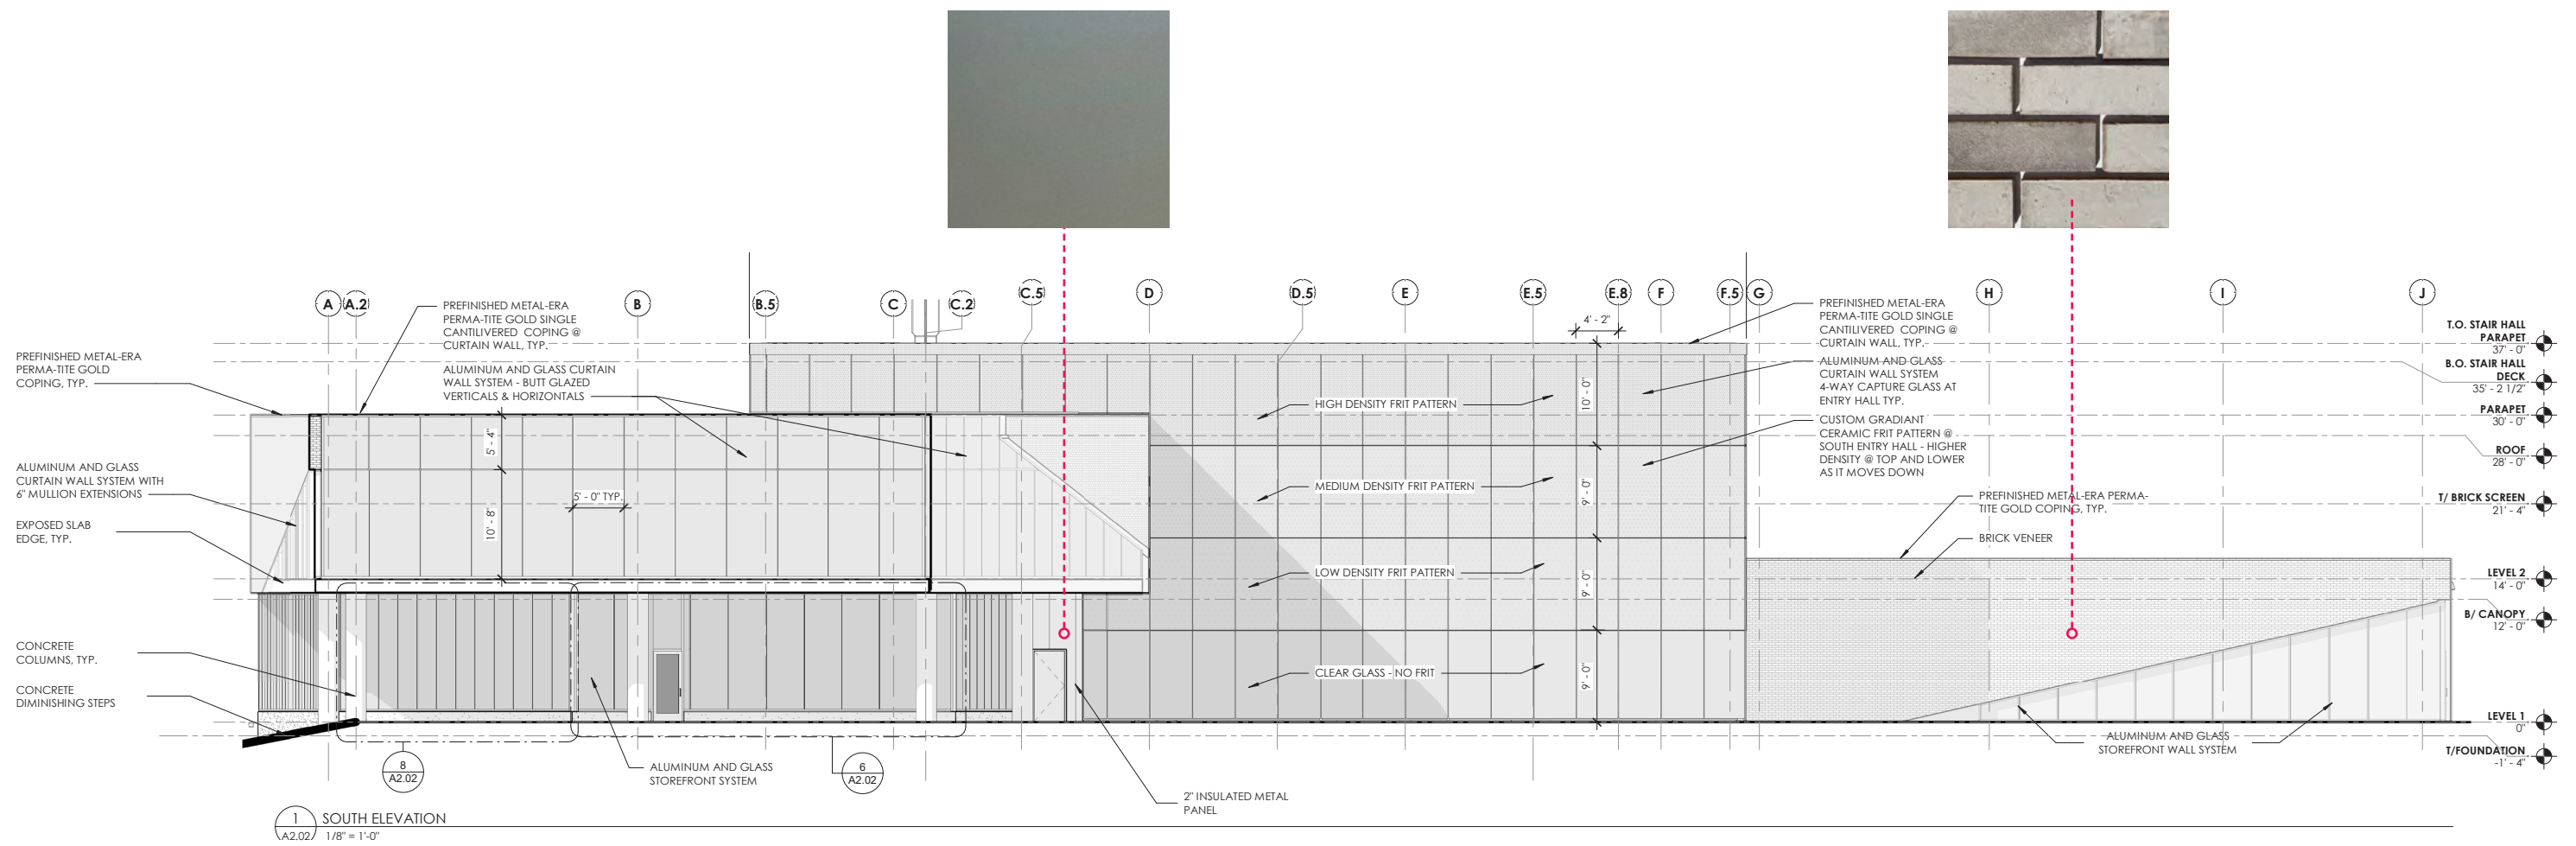 A
A.2
B
B.5
C
C.2
C.5
D
D.5
E
E.5
E.8
F
F.5
G
H
I
J
PREFINISHED METAL-ERA
PERMA-TITE GOLD
COPING, TYP.
ALUMINUM AND GLASS
CURTAIN WALL SYSTEM WITH
6" MULLION EXTENSIONS
EXPOSED SLAB
EDGE, TYP.
CONCRETE
COLUMNS, TYP.
CONCRETE
DIMINISHING STEPS
PREFINISHED METAL-ERA
PERMA-TITE GOLD SINGLE
CANTILIVERED COPING @
CURTAIN WALL, TYP.
ALUMINUM AND GLASS CURTAIN
WALL SYSTEM - BUTT GLAZED
VERTICALS & HORIZONTALS
5' - 4"
10' - 8"
5' - 0" TYP.
8
A2.02
6
A2.02
ALUMINUM AND GLASS
STOREFRONT SYSTEM
2" INSULATED METAL
PANEL
HIGH DENSITY FRIT PATTERN
MEDIUM DENSITY FRIT PATTERN
LOW DENSITY FRIT PATTERN
CLEAR GLASS - NO FRIT
4' - 2"
10' - 0"
9' - 0"
9' - 0"
9' - 0"
PREFINISHED METAL-ERA
PERMA-TITE GOLD SINGLE
CANTILIVERED COPING @
CURTAIN WALL, TYP.
ALUMINUM AND GLASS
CURTAIN WALL SYSTEM
4-WAY CAPTURE GLASS AT
ENTRY HALL TYP.
CUSTOM GRADIANT
CERAMIC FRIT PATTERN @
SOUTH ENTRY HALL - HIGHER
DENSITY @ TOP AND LOWER
AS IT MOVES DOWN
PREFINISHED METAL-ERA PERMA-
TITE GOLD COPING, TYP.
BRICK VENEER
ALUMINUM AND GLASS
STOREFRONT WALL SYSTEM
T.O. STAIR HALL
PARAPET
37' - 0"
B.O. STAIR HALL
DECK
35' - 2 1/2"
PARAPET
30' - 0"
ROOF
28' - 0"
T/ BRICK SCREEN
21' - 4"
LEVEL 2
14' - 0"
B/ CANOPY
12' - 0"
LEVEL 1
0"
T/FOUNDATION
-1' - 4"
1
A2.02
SOUTH ELEVATION
1/8" = 1'-0"